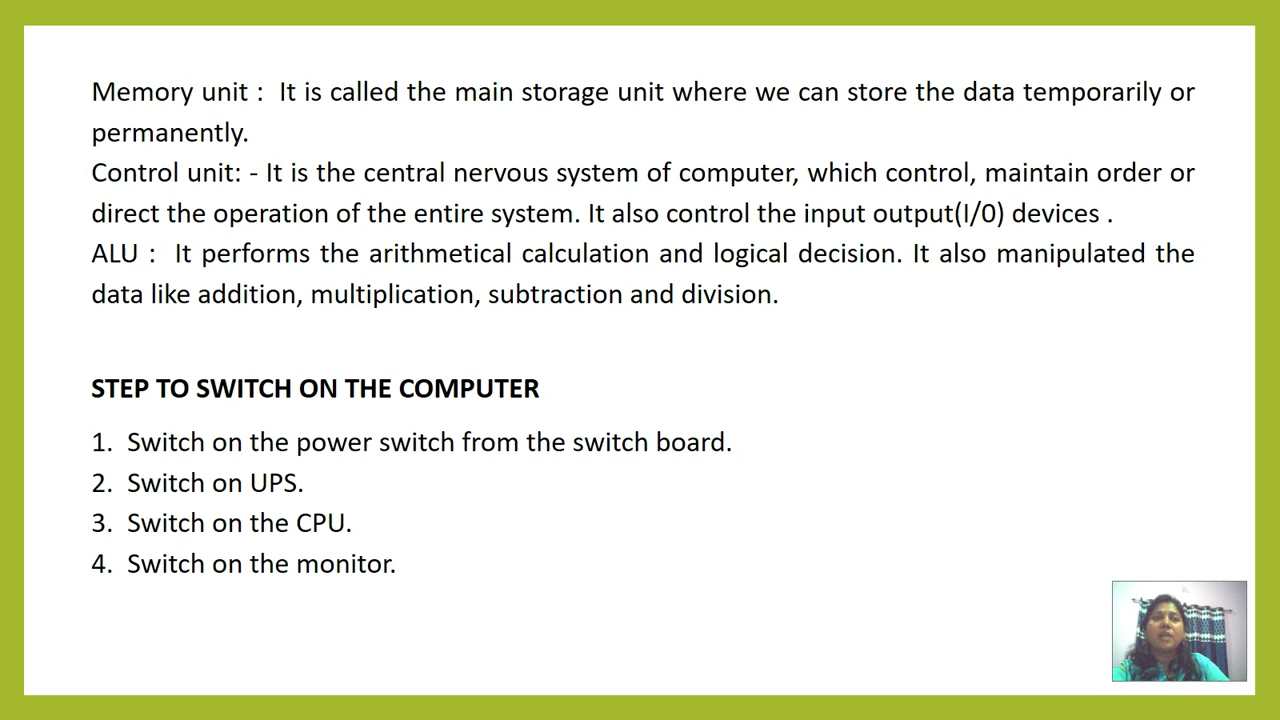 Memory unit :  It is called the main storage unit where we can store the data temporarily or
permanently.
Control unit: - It is the central nervous system of computer, which control, maintain order or
direct the operation of the entire system. It also control the input output(I/0) devices .
ALU :  It performs the arithmetical calculation and logical decision. It also manipulated the
data like addition, multiplication, subtraction and division.
STEP TO SWITCH ON THE COMPUTER
1. Switch on the power switch from the switch board.
2. Switch on UPS.
3. Switch on the CPU.
4. Switch on the monitor.